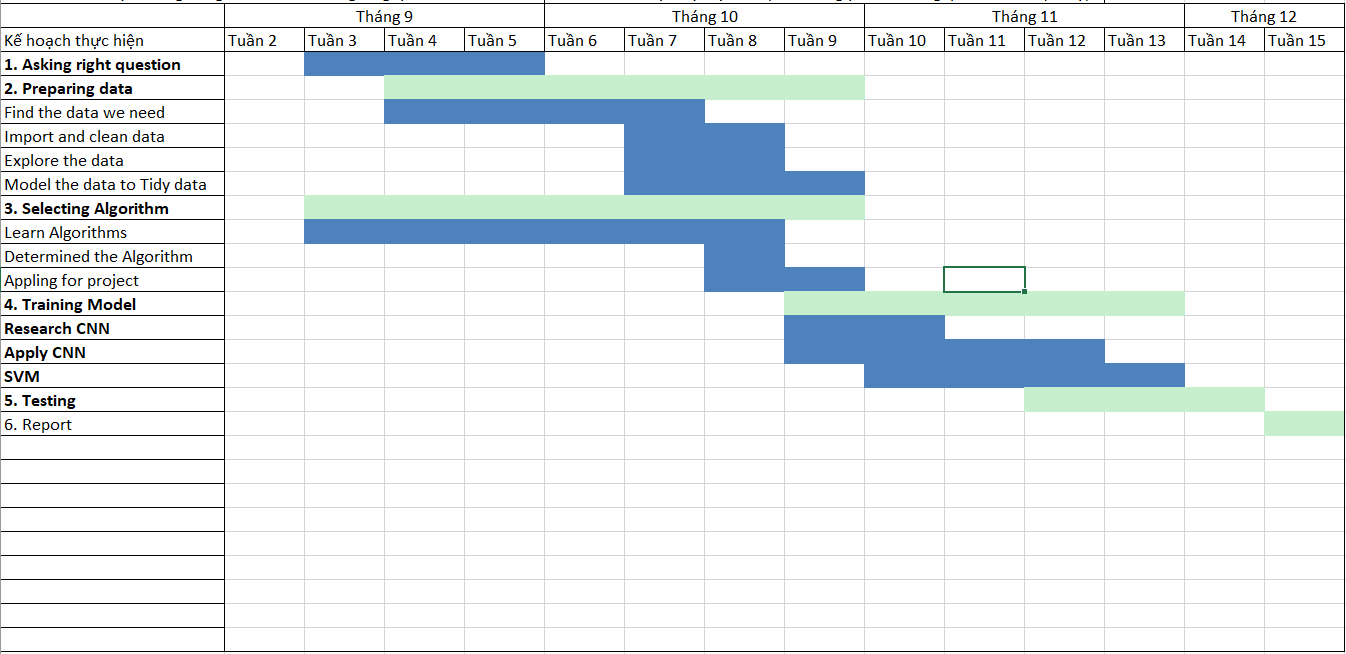 Tháng 9 Tháng 10 Tháng 11 Tháng 12
Kế hoạch thực hiện Tuần 2 Tuần 3 Tuần 4 Tuần 5 Tuần 6 Tuần 7 Tuần 8 Tuần 9 Tuần 10 Tuần 11 Tuần 12 Tuần 13 Tuần 14 Tuần 15
1. Asking right question
2. Preparing data
Find the data we need
Import and clean data
Explore the data
Model the data to Tidy data
3. Selecting Algorithm
Learn Algorithms
Determined the Algorithm
Appling for project
4. Training Model
Research CNN
Apply CNN
SVM
5. Testing
6. Report